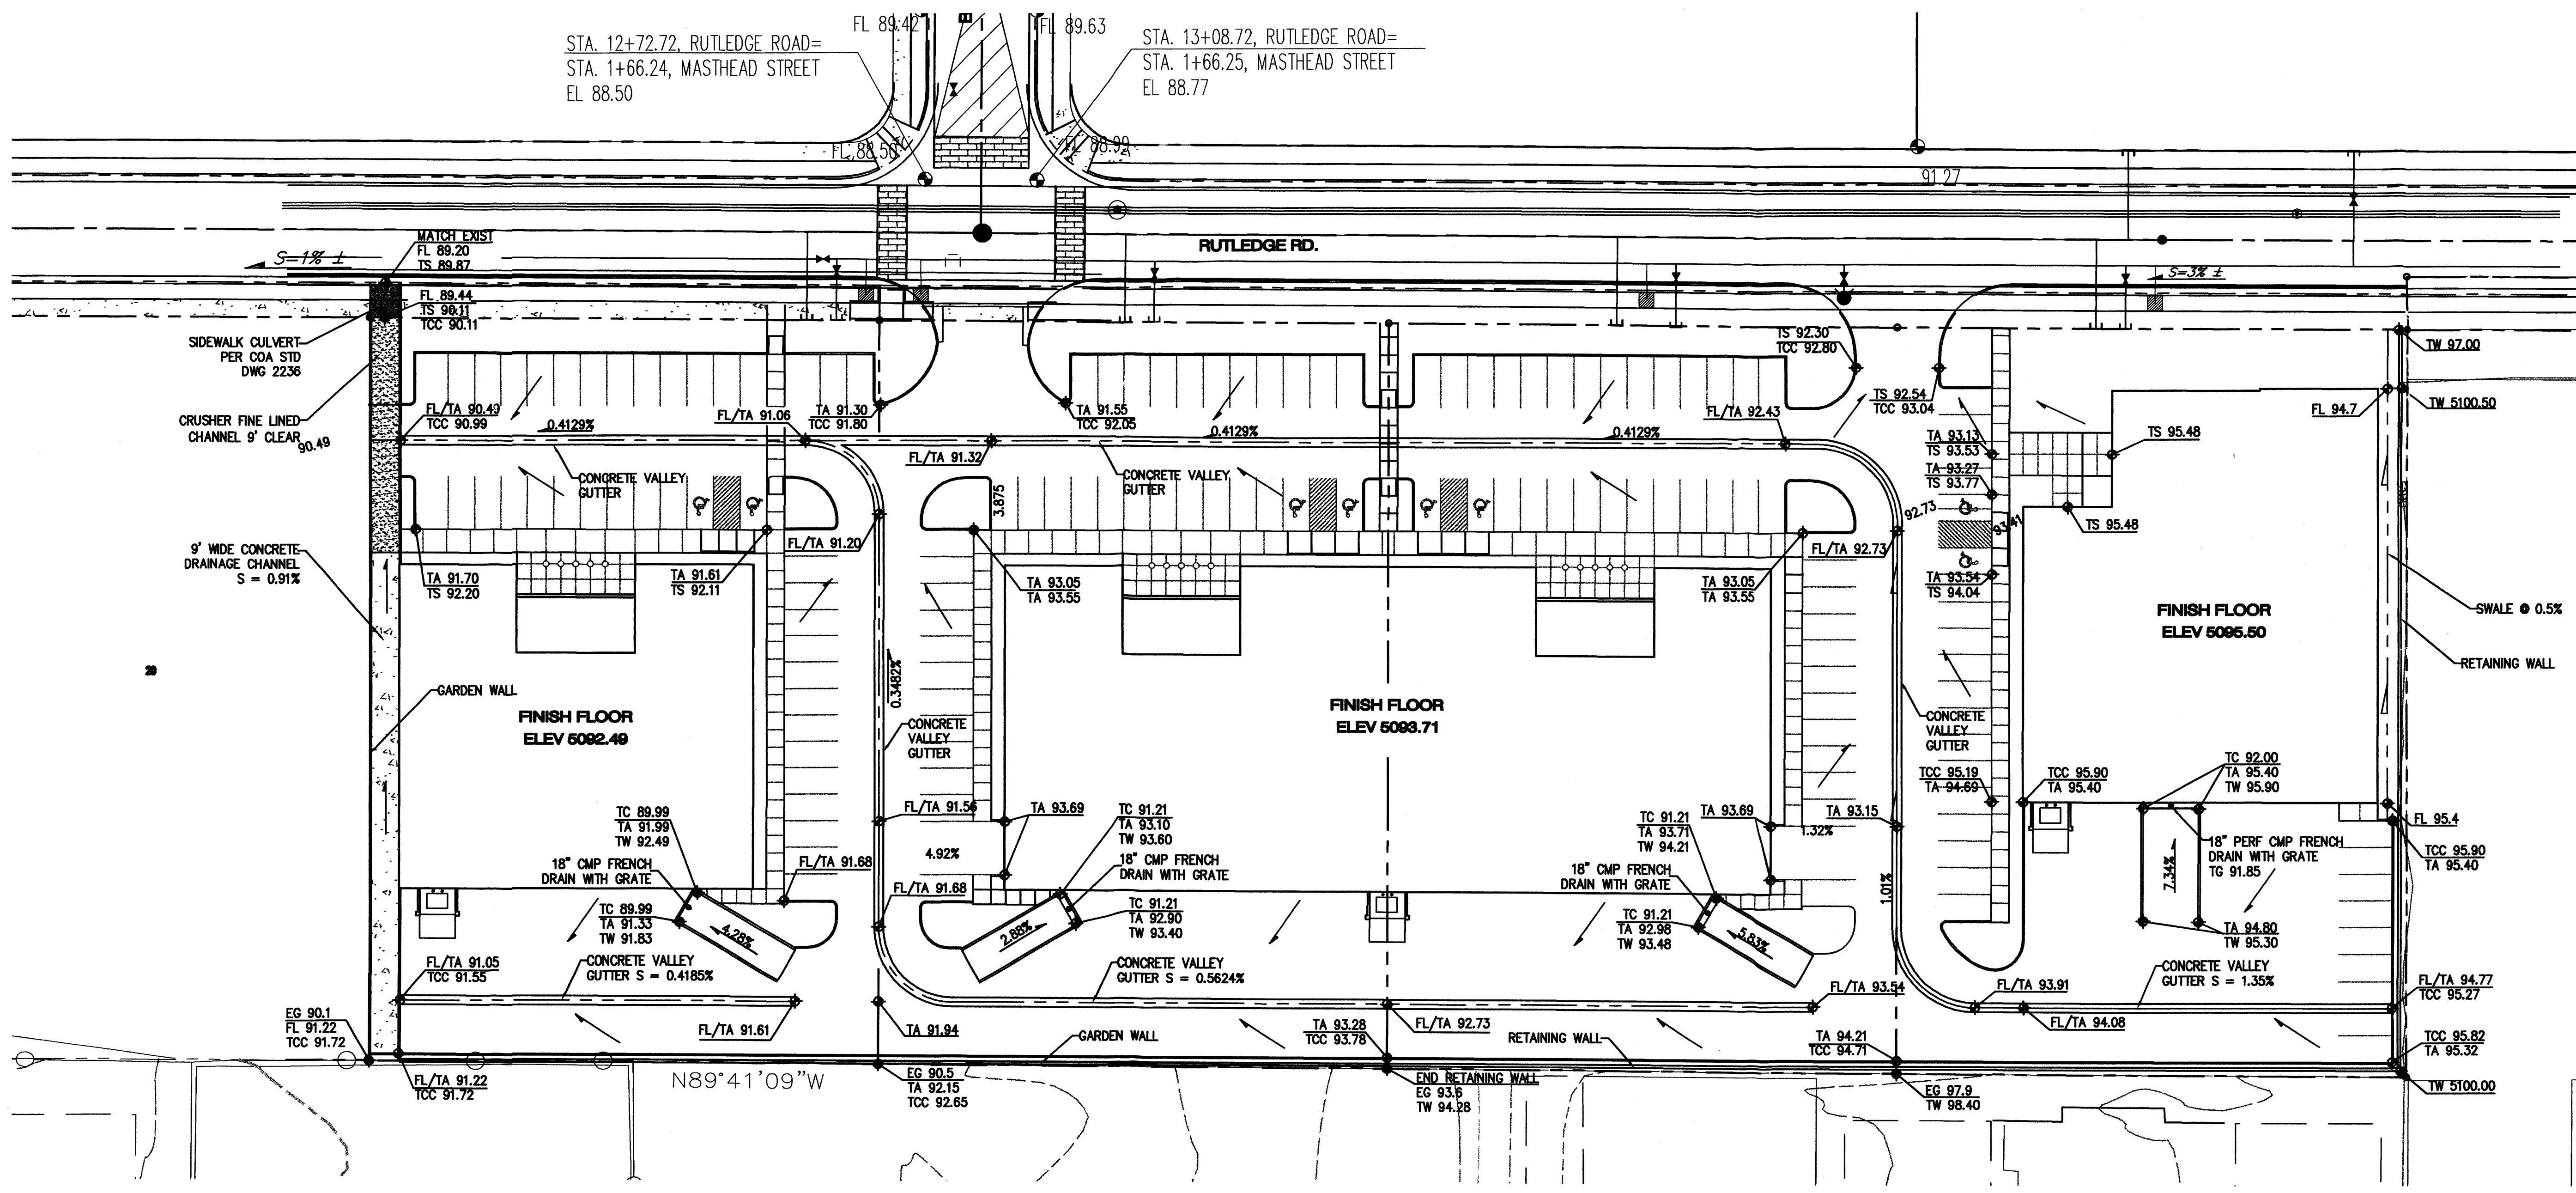 FL 89.42
FL 89.63
STA. 12+72.72, RUTLEDGE ROAD=
STA. 1+66.24, MASTHEAD STREET
EL 88.50
STA. 13+08.72, RUTLEDGE ROAD=
STA. 1+66.25, MASTHEAD STREET
EL 88.77
FL 88.50
FL 88.99
91.27
MATCH EXIST
FL 89.20
TS 89.87
S=1% ±
RUTLEDGE RD.
S=3% ±
FL 89.44
TS 90.11
TCC 90.11
SIDEWALK CULVERT
PER COA STD
DWG 2236
CRUSHER FINE LINED
CHANNEL 9' CLEAR
90.49
FL/TA 90.49
TCC 90.99
0.4129%
FL/TA 91.06
TA 91.30
TCC 91.80
FL/TA 91.32
TA 91.55
TCC 92.05
0.4129%
0.4129%
FL/TA 92.43
TS 92.30
TCC 92.80
TS 92.54
TCC 93.04
TW 97.00
FL 94.7
TW 5100.50
TA 93.13
TS 93.53
TA 93.27
TS 93.77
TS 95.48
TS 95.48
CONCRETE VALLEY
GUTTER
3.875
CONCRETE VALLEY
GUTTER
92.73
93.41
9' WIDE CONCRETE
DRAINAGE CHANNEL
S = 0.91%
TA 91.70
TS 92.20
TA 91.61
TS 92.11
FL/TA 91.20
TA 93.05
TA 93.55
TA 93.05
TA 93.55
FL/TA 92.73
TA 93.54
TS 94.04
FINISH FLOOR
ELEV 5095.50
SWALE @ 0.5%
RETAINING WALL
GARDEN WALL
FINISH FLOOR
ELEV 5092.49
0.3482%
CONCRETE
VALLEY
GUTTER
FINISH FLOOR
ELEV 5093.71
CONCRETE
VALLEY
GUTTER
TCC 95.19
TA 94.69
TCC 95.90
TA 95.40
TC 92.00
TA 95.40
TW 95.90
TC 89.99
TA 91.99
TW 92.49
18" CMP FRENCH
DRAIN WITH GRATE
FL/TA 91.56
TA 93.69
TC 91.21
TA 93.10
TW 93.60
4.92%
18" CMP FRENCH
DRAIN WITH GRATE
TC 91.21
TA 93.71
TW 94.21
TA 93.69
TA 93.15
1.32%
18" CMP FRENCH
DRAIN WITH GRATE
18" PERF CMP FRENCH
DRAIN WITH GRATE
TG 91.85
7.34%
FL 95.4
TCC 95.90
TA 95.40
FL/TA 91.68
FL/TA 91.68
TC 89.99
TA 91.33
TW 91.83
4.28%
2.88%
TC 91.21
TA 92.90
TW 93.40
TC 91.21
TA 92.98
TW 93.48
5.83%
1.01%
TA 94.80
TW 95.30
FL/TA 91.05
TCC 91.55
CONCRETE VALLEY
GUTTER S = 0.4185%
CONCRETE VALLEY
GUTTER S = 0.5624%
FL/TA 93.54
FL/TA 93.91
CONCRETE VALLEY
GUTTER S = 1.35%
FL/TA 94.77
TCC 95.27
EG 90.1
FL 91.22
TCC 91.72
FL/TA 91.61
TA 91.94
GARDEN WALL
TA 93.28
TCC 93.78
FL/TA 92.73
RETAINING WALL
TA 94.21
TCC 94.71
FL/TA 94.08
TCC 95.82
TA 95.32
FL/TA 91.22
TCC 91.72
N89°41'09"W
EG 90.5
TA 92.15
TCC 92.65
END RETAINING WALL
EG 93.6
TW 94.28
EG 97.9
TW 98.40
TW 5100.00